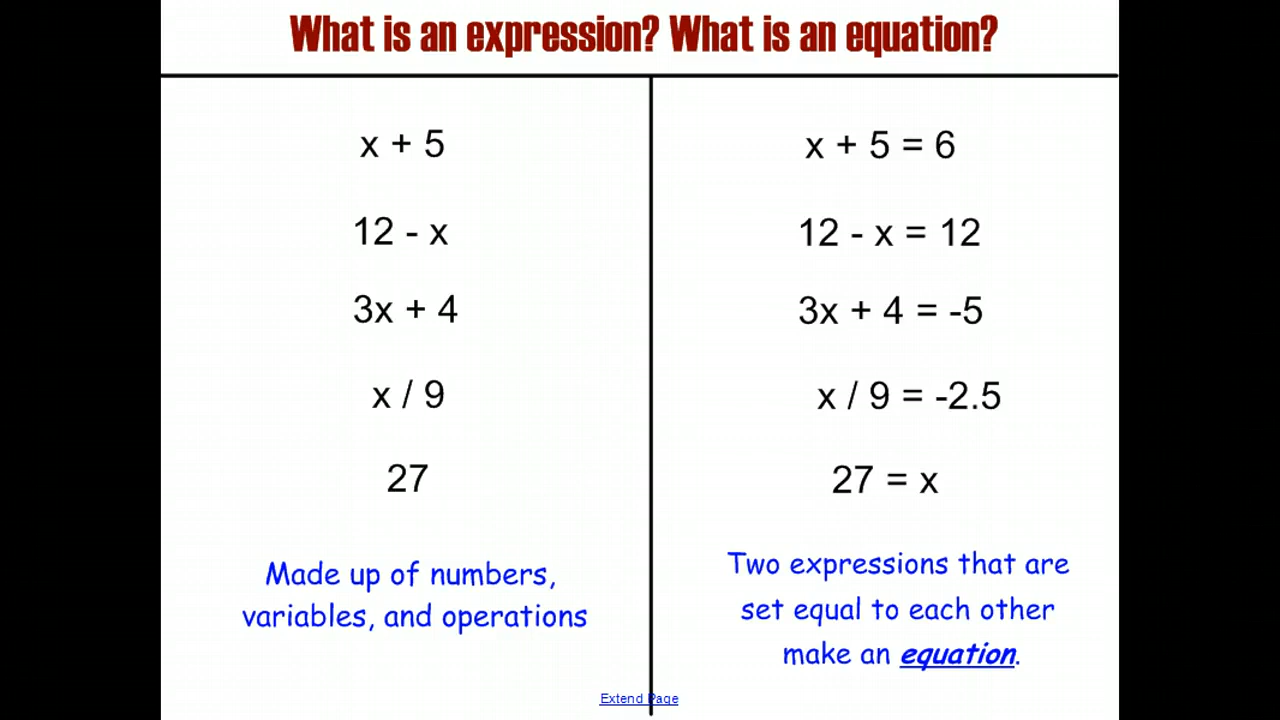 What is an expression? What is an equation?
x + 5
12 - x
3x + 4
x / 9
27
Made up of numbers,
variables, and operations
x + 5 = 6
12 - x = 12
3x + 4 = -5
x / 9 = -2.5
27 = x
Two expressions that are
set equal to each other
make an equation.
Extend Page